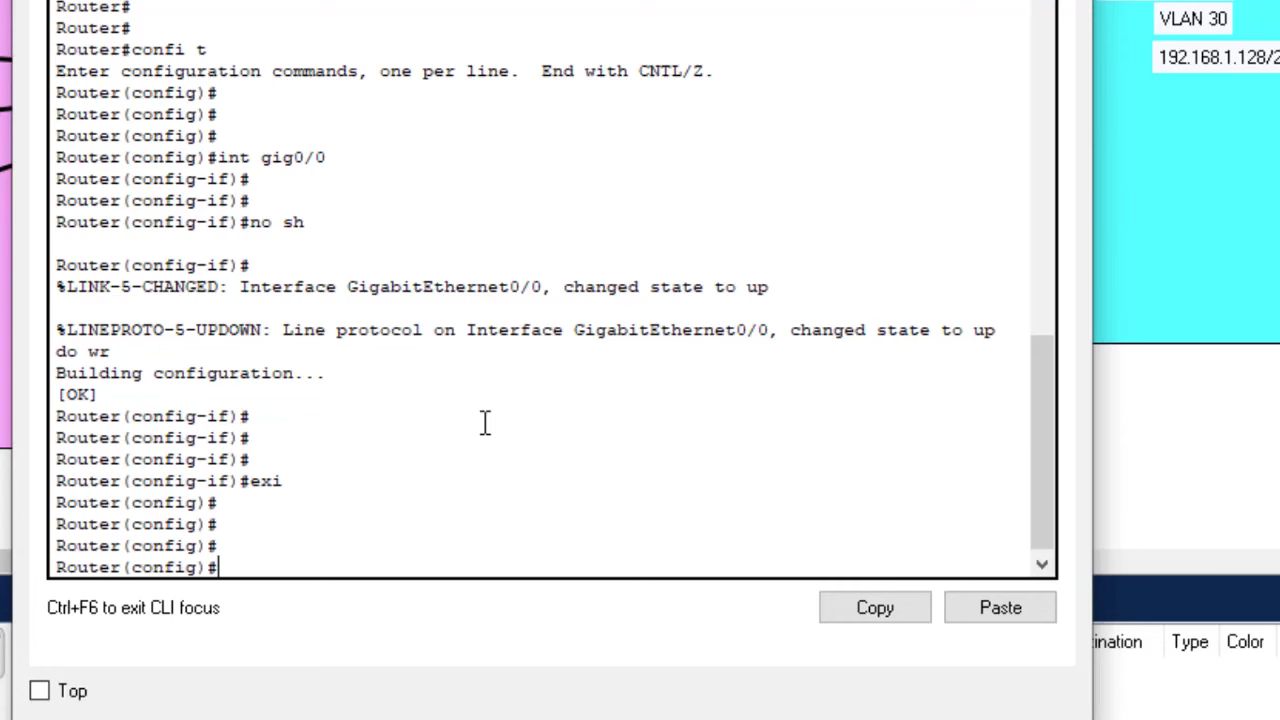 Router#
Router#
Router#confi t
Enter configuration commands, one per line.  End with CNTL/Z.
Router(config)#
Router(config)#
Router(config)#
Router(config)#int gig0/0
Router(config-if)#
Router(config-if)#
Router(config-if)#no sh
Router(config-if)#
%LINK-5-CHANGED: Interface GigabitEthernet0/0, changed state to up
%LINEPROTO-5-UPDOWN: Line protocol on Interface GigabitEthernet0/0, changed state to up
do wr
Building configuration...
[OK]
Router(config-if)#
Router(config-if)#
Router(config-if)#
Router(config-if)#exi
Router(config)#
Router(config)#
Router(config)#
Router(config)#
Ctrl+F6 to exit CLI focus
Copy
Paste
Top
VLAN 30
192.168.1.128/2
ination
Type
Color